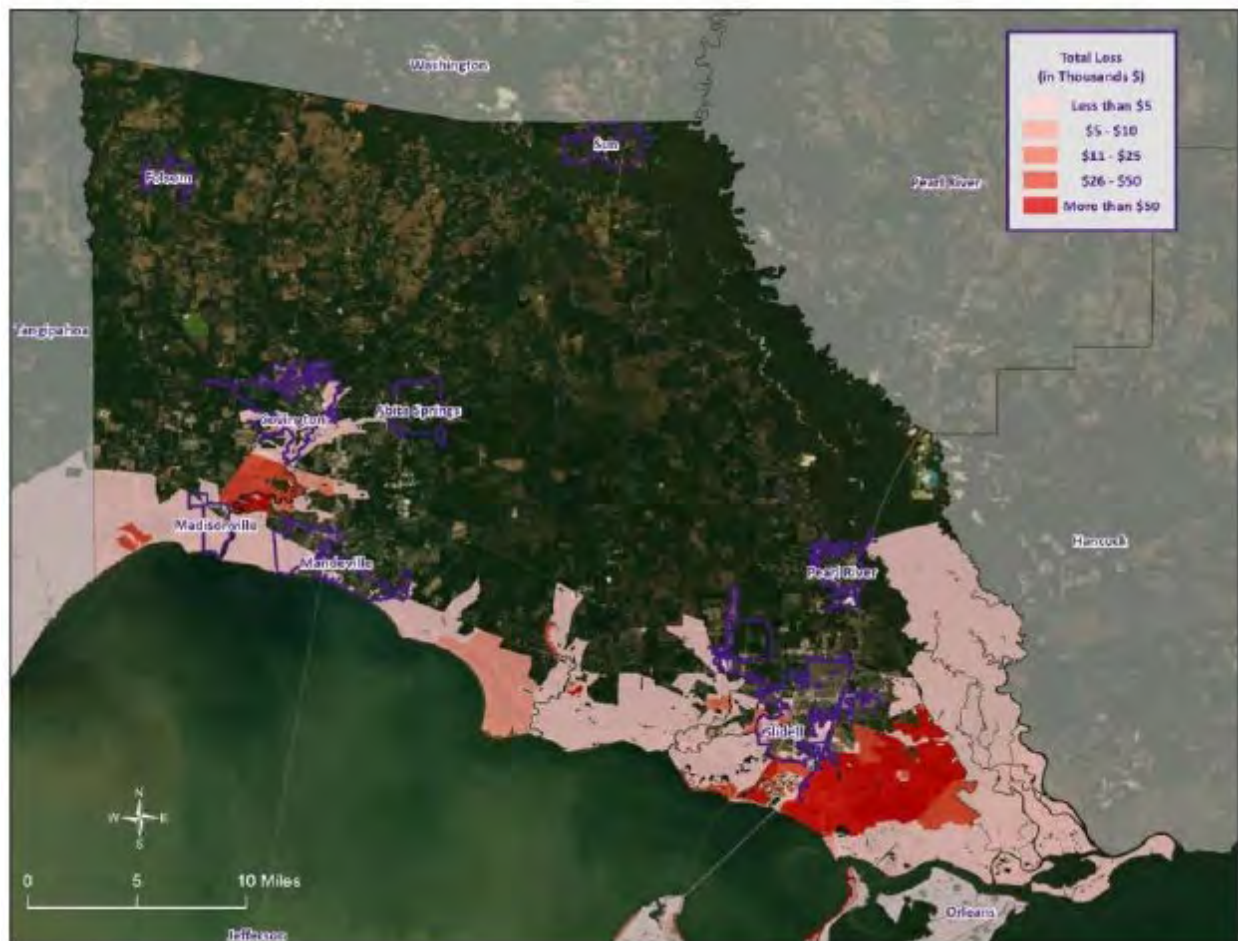 Washington
Total Loss
(in Thousands $)
Less than $5
$5 - $10
$11 - $25
$26 - $50
More than $50
Sun
Folsom
Pearl River
Tangipahoa
Covington
Abita Springs
Madisonville
Mandeville
Pearl River
Hancock
Slidell
N
W
E
S
0
5
10 Miles
Orleans
Jefferson